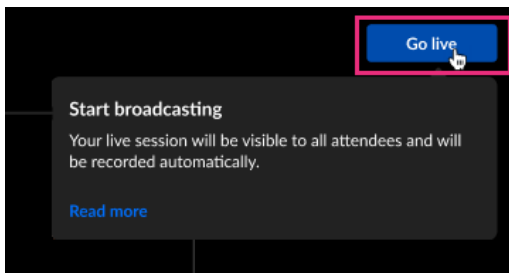 Go live
Start broadcasting
Your live session will be visible to all attendees and will
be recorded automatically.
Read more